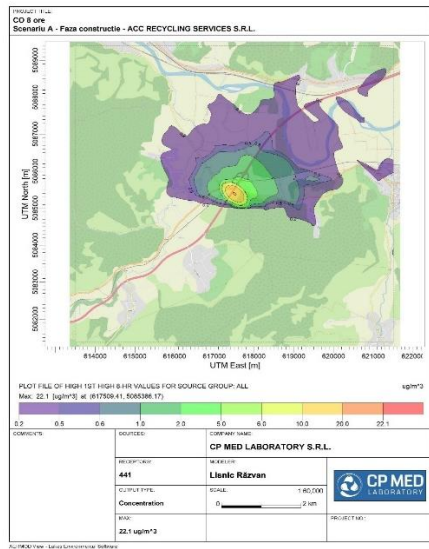 PROJECT TITLE:
CO 8 ore
Scenariu A - Faza constructie - ACC RECYCLING SERVICES S.R.L.
UTM North [m]
5089000
5088000
5087000
5086000
5085000
5084000
5083000
5082000
614000 615000 616000 617000 618000 619000 620000 621000 622000
UTM East [m]
PLOT FILE OF HIGH 1ST HIGH 8-HR VALUES FOR SOURCE GROUP: ALL
ug/m^3
Max: 22.1 [ug/m^3] at (617509.41, 5085386.17)
0.2 0.5 0.6 1.0 2.0 5.0 6.0 10.0 20.0 22.1
COMMENTS:
SOURCES:
COMPANY NAME:
CP MED LABORATORY S.R.L.
RECEPTORS:
441
MODELER:
Lisnic Răzvan
OUTPUT TYPE:
Concentration
SCALE:
1:60,000
0
2 km
MAX:
22.1 ug/m^3
PROJECT NO.:
CP MED
LABORATORY
AERMOD View - Lakes Environmental Software